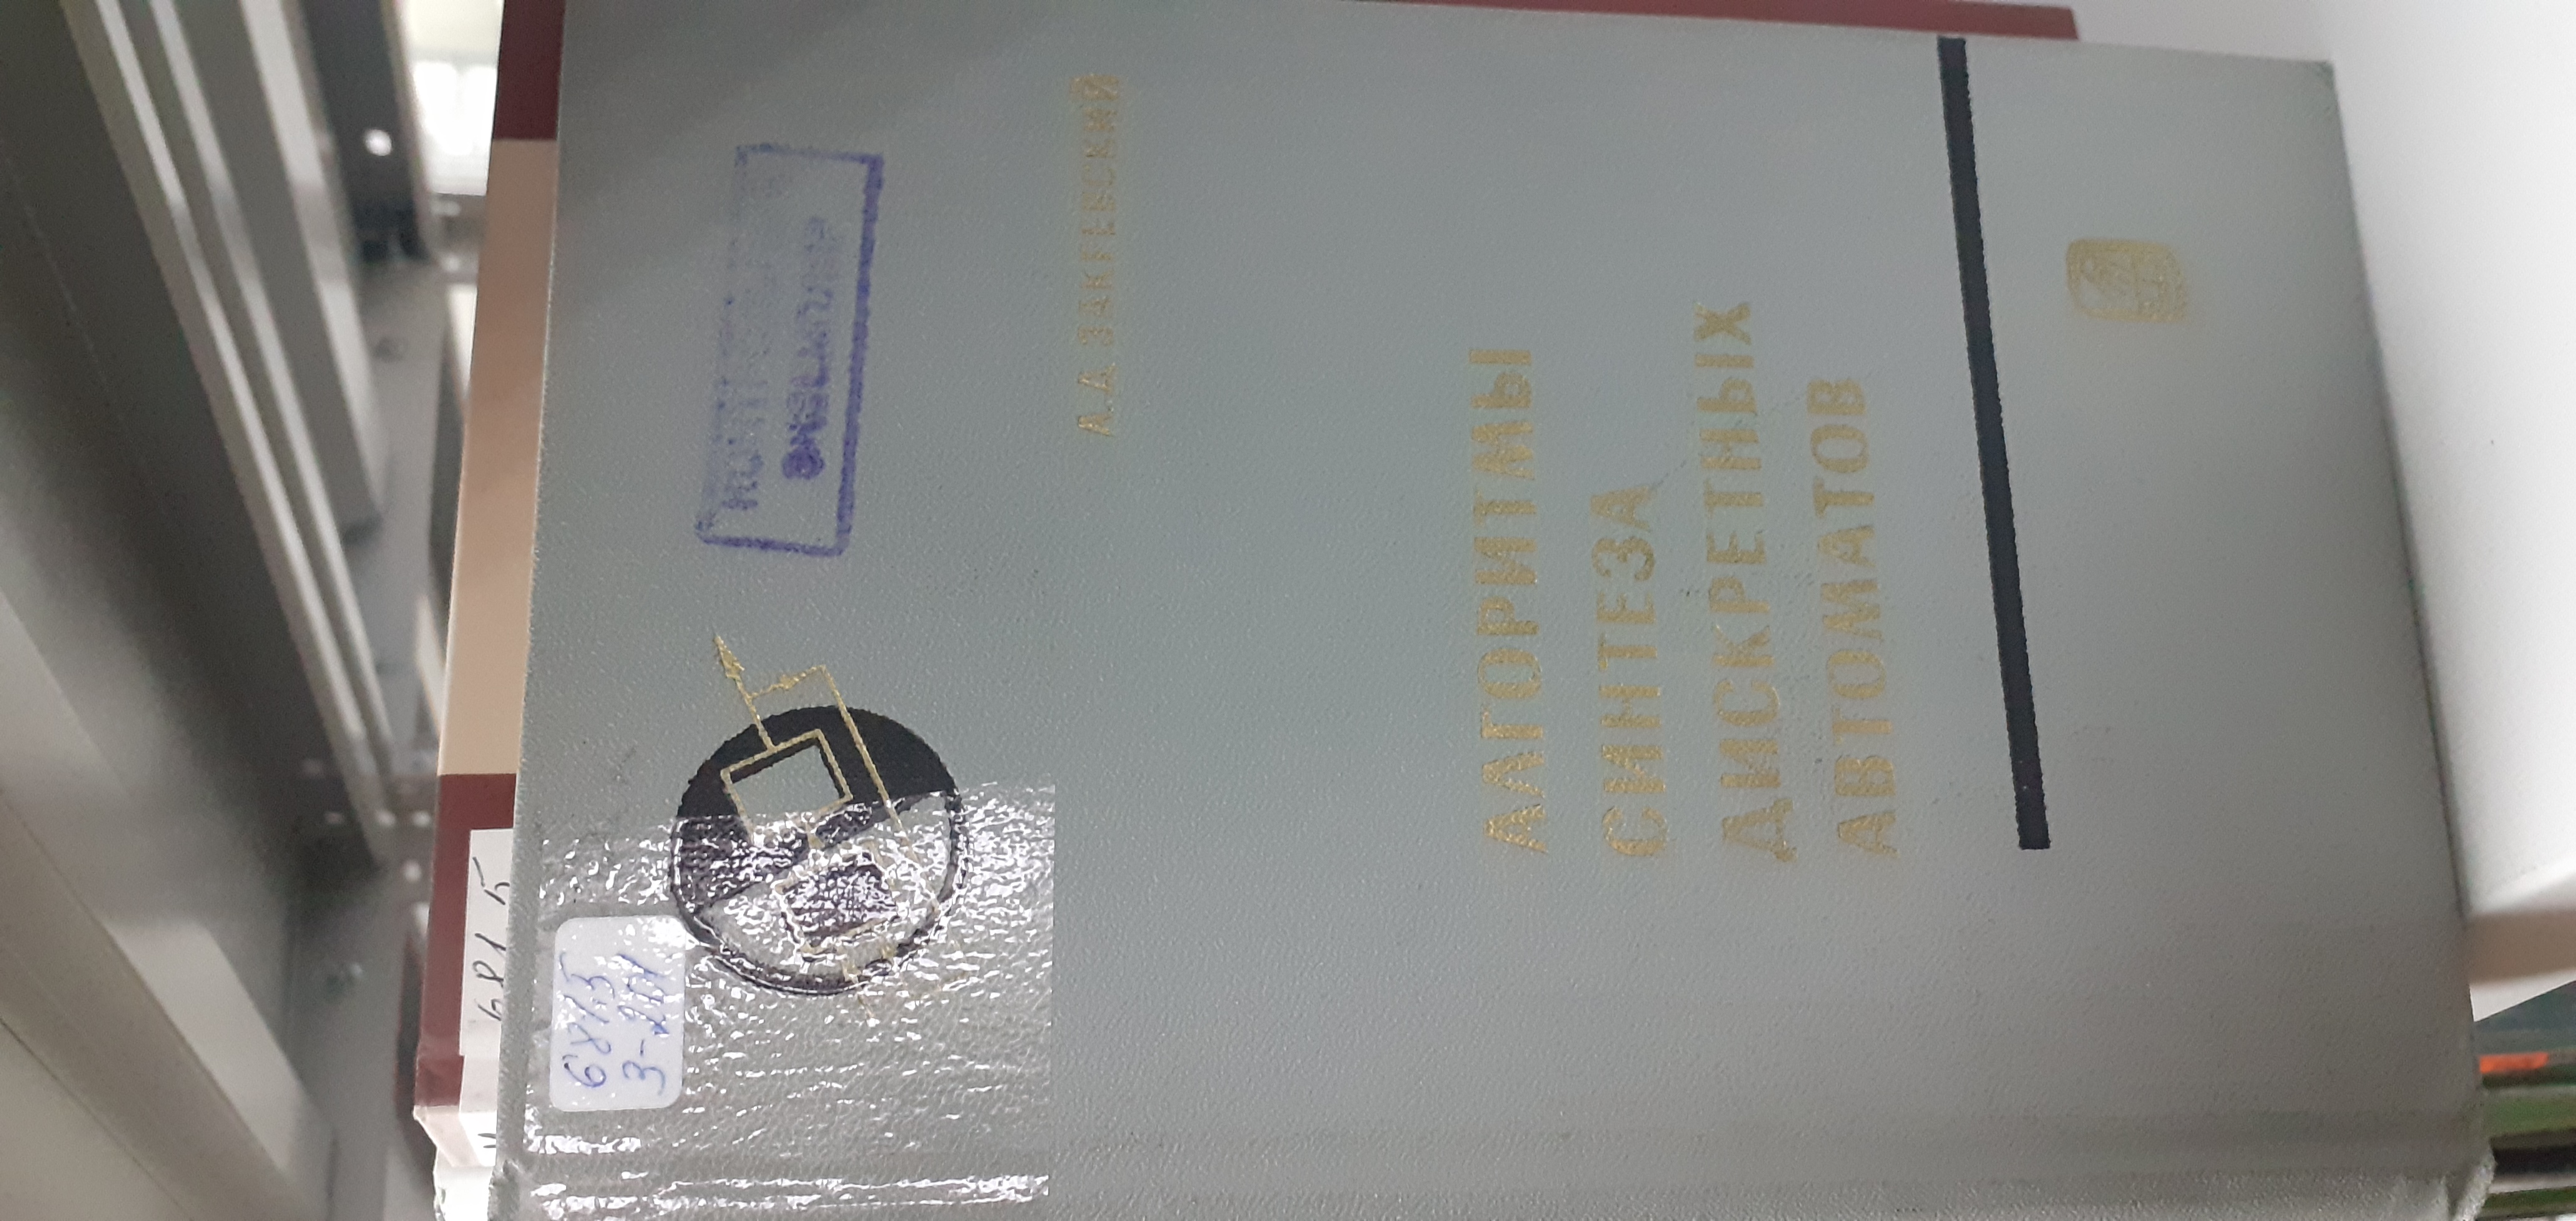 681.5
З-201
А.Д. ЗАКРЕВСКИЙ
АЛГОРИТМЫ
СИНТЕЗА
ДИСКРЕТНЫХ
АВТОМАТОВ
681.5